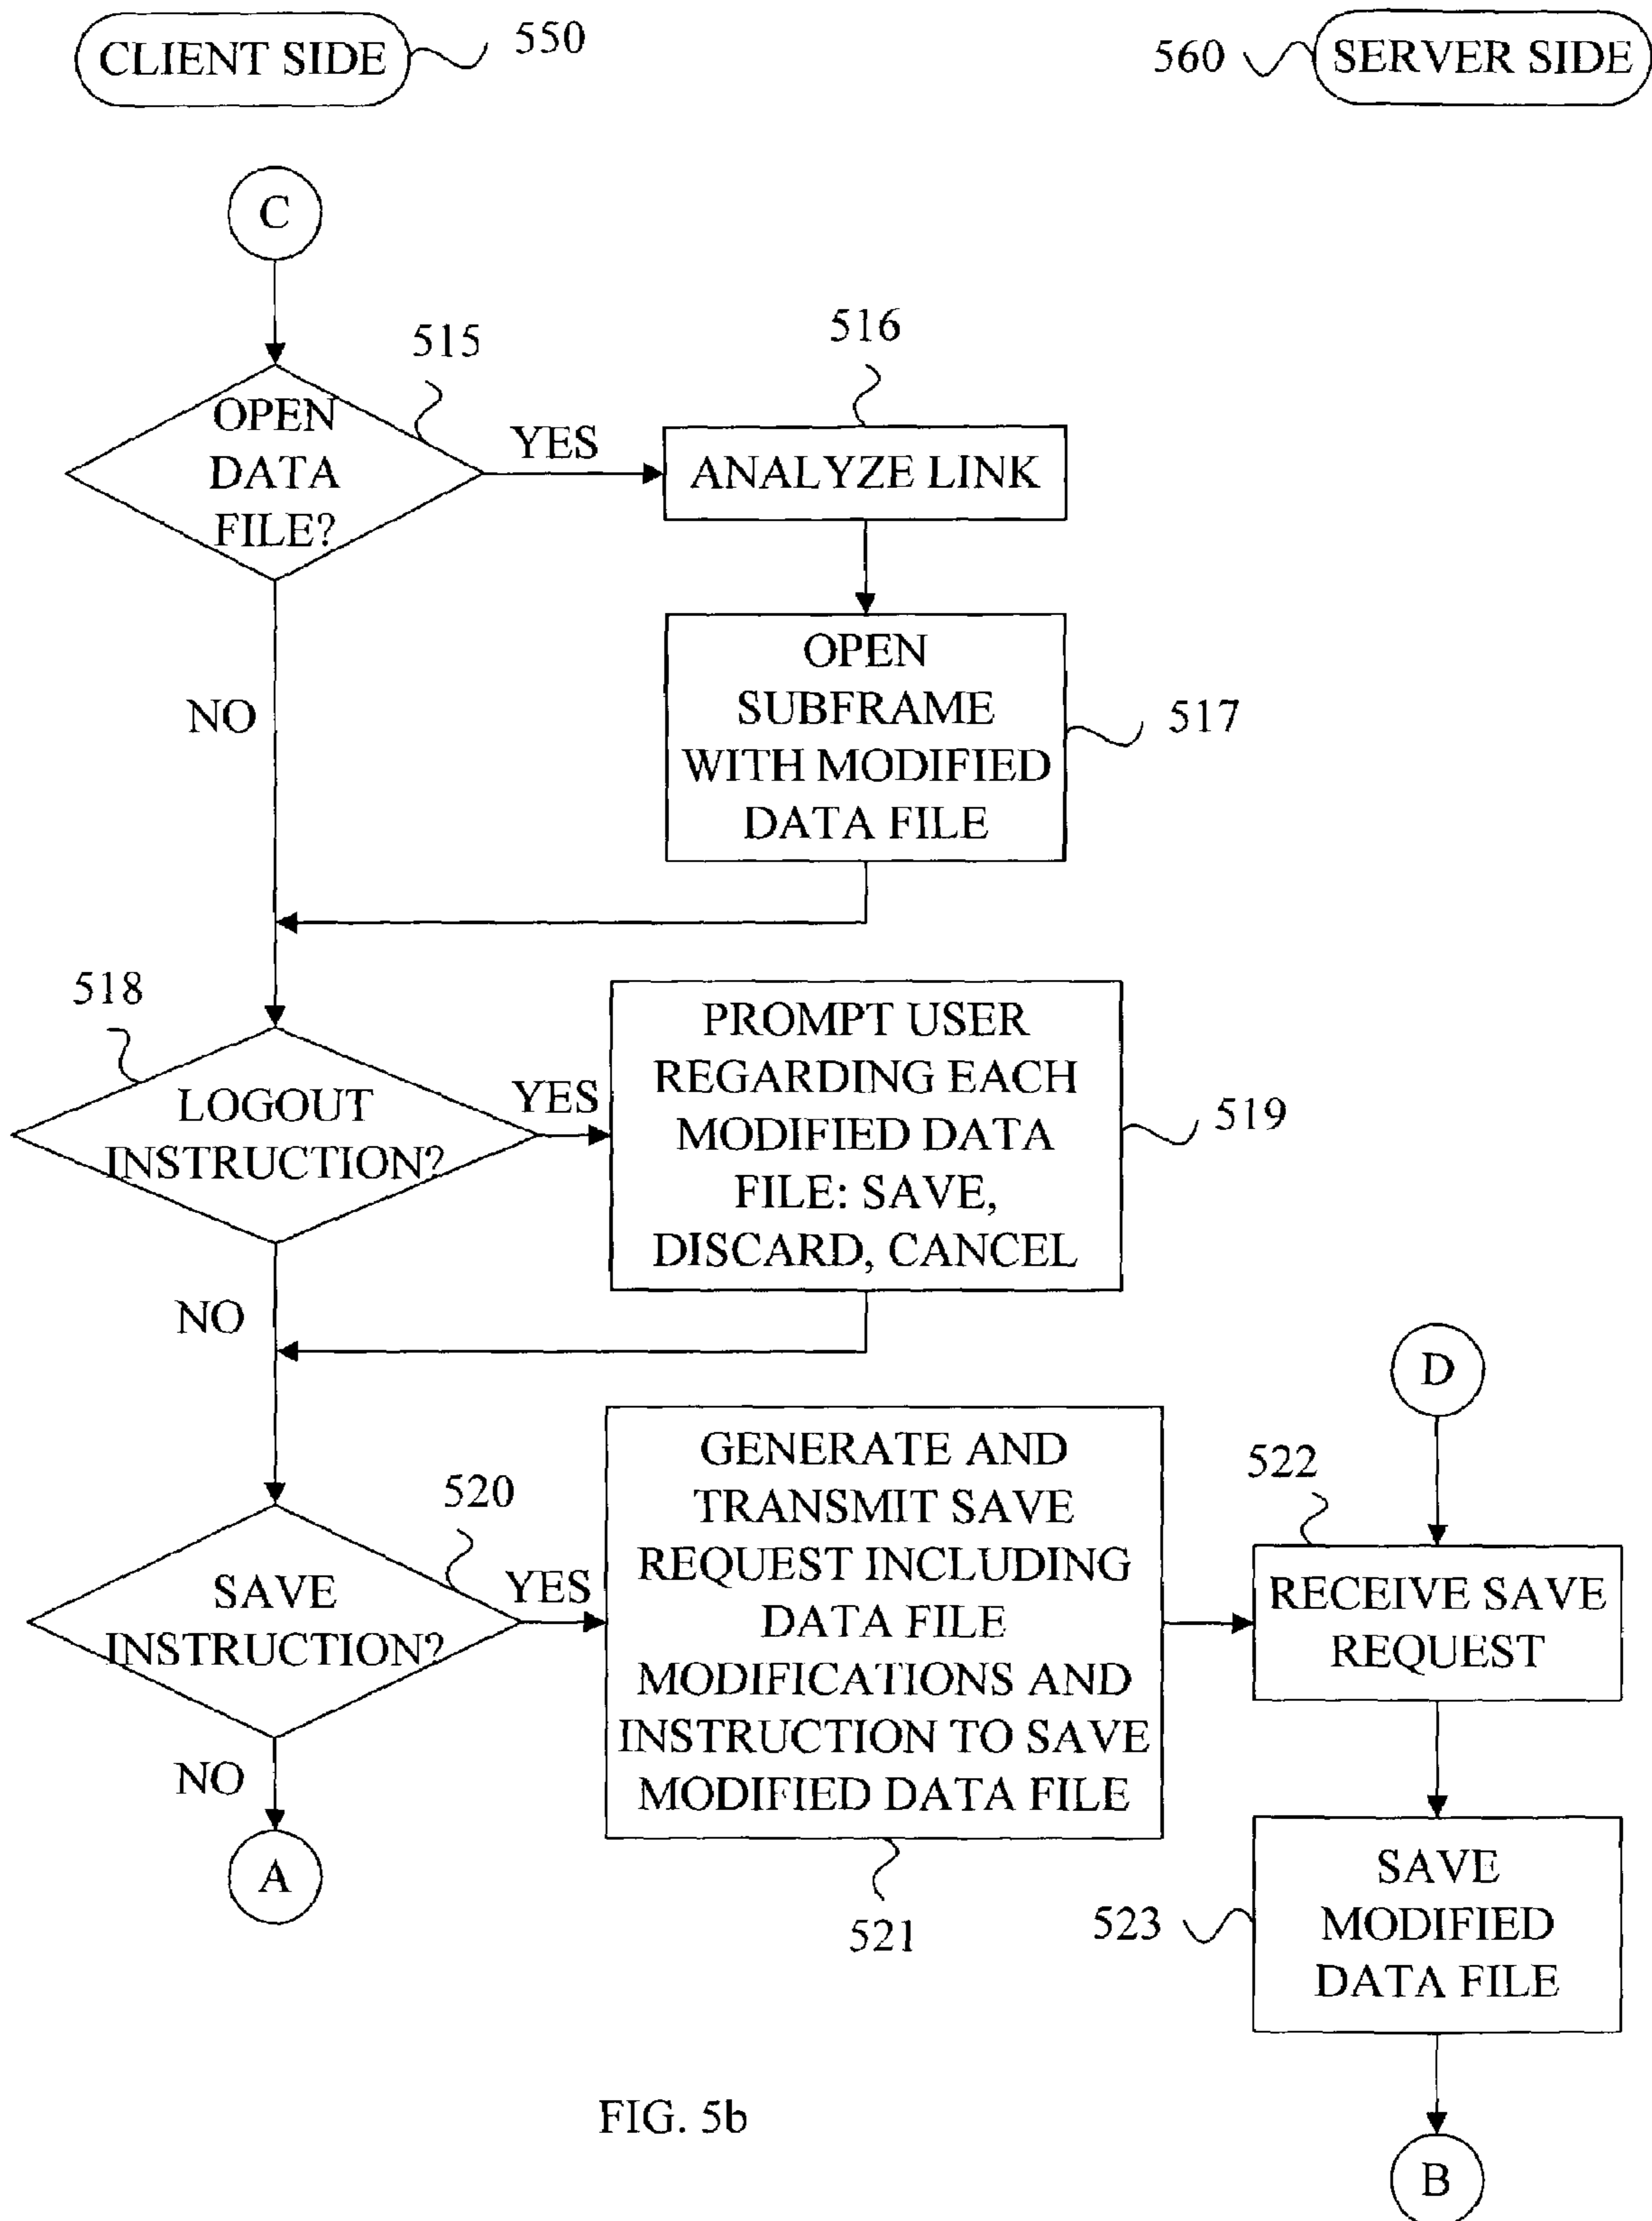 CLIENT SIDE
550
560
SERVER SIDE
C
515
516
OPEN
DATA
FILE?
YES
ANALYZE LINK
OPEN
SUBFRAME
WITH MODIFIED
DATA FILE
517
NO
518
LOGOUT
INSTRUCTION?
YES
PROMPT USER
REGARDING EACH
MODIFIED DATA
FILE: SAVE,
DISCARD, CANCEL
519
NO
D
520
SAVE
INSTRUCTION?
YES
GENERATE AND
TRANSMIT SAVE
REQUEST INCLUDING
DATA FILE
MODIFICATIONS AND
INSTRUCTION TO SAVE
MODIFIED DATA FILE
521
522
RECEIVE SAVE
REQUEST
NO
A
523
SAVE
MODIFIED
DATA FILE
B
FIG. 5b